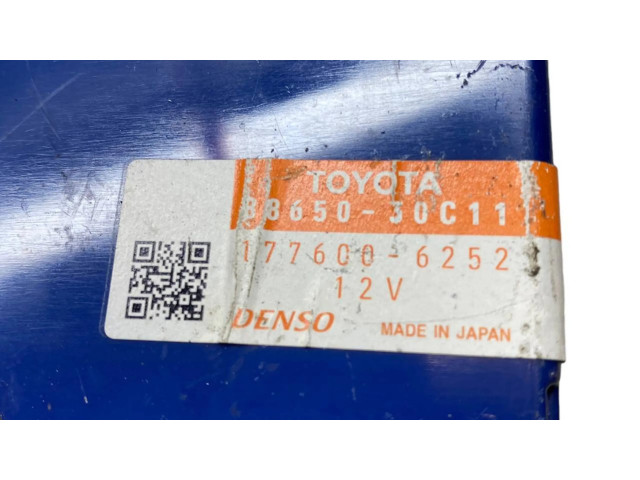 TOYOTA
88650-30C11
177600-6252
12V
DENSO
MADE IN JAPAN